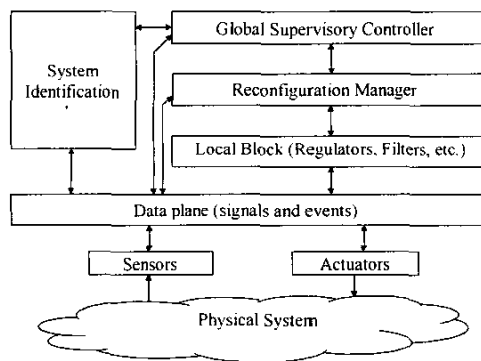 Global Supervisory Controller
System
Identification
Reconfiguration Manager
Local Block (Regulators, Filters, etc.)
Data plane (signals and events)
Sensors
Actuators
Physical System